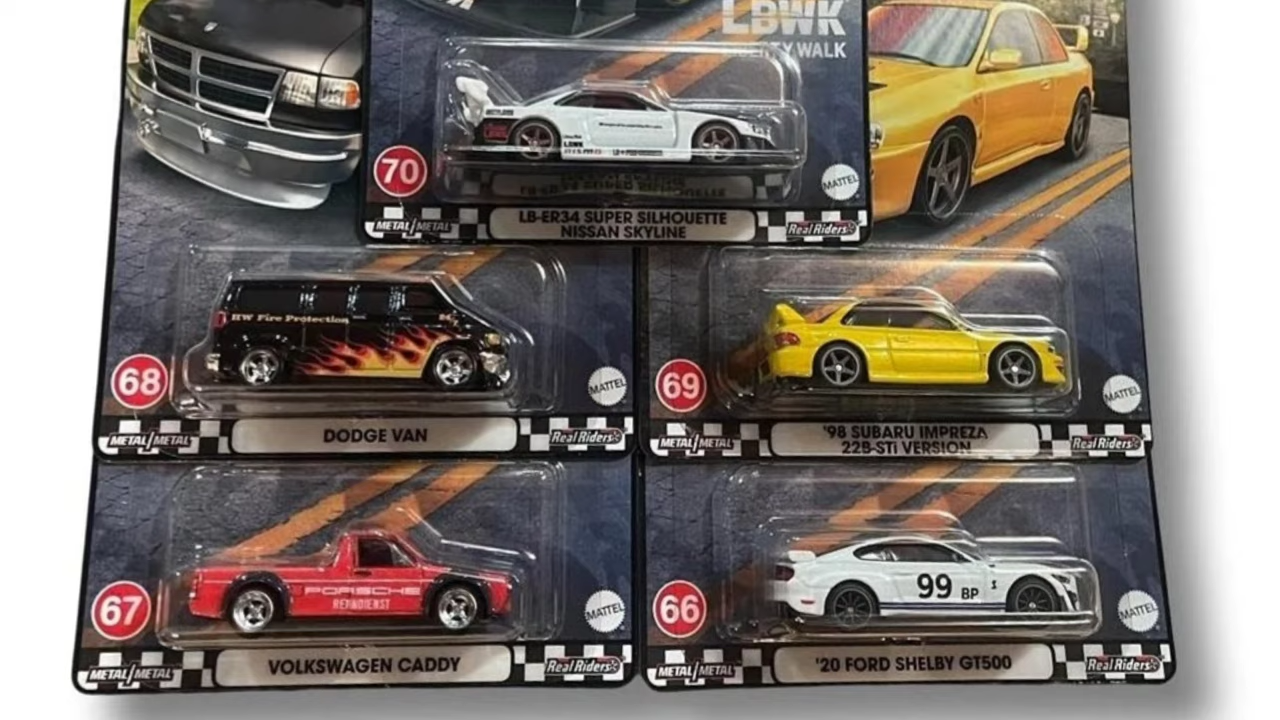 LBWK
LIBERTY WALK
LBWK
70
MATTEL
LB-ER34 SUPER SILHOUETTE
NISSAN SKYLINE
METAL/METAL
Real Riders
HW Fire Protection
68
MATTEL
METAL/METAL
DODGE VAN
Real Riders
69
MATTEL
METAL/METAL
'98 SUBARU IMPREZA
22B-STi VERSION
Real Riders
PORSCHE
RENNDIENST
67
MATTEL
METAL/METAL
VOLKSWAGEN CADDY
Real Riders
99 BP
66
MATTEL
METAL/METAL
'20 FORD SHELBY GT500
Real Riders